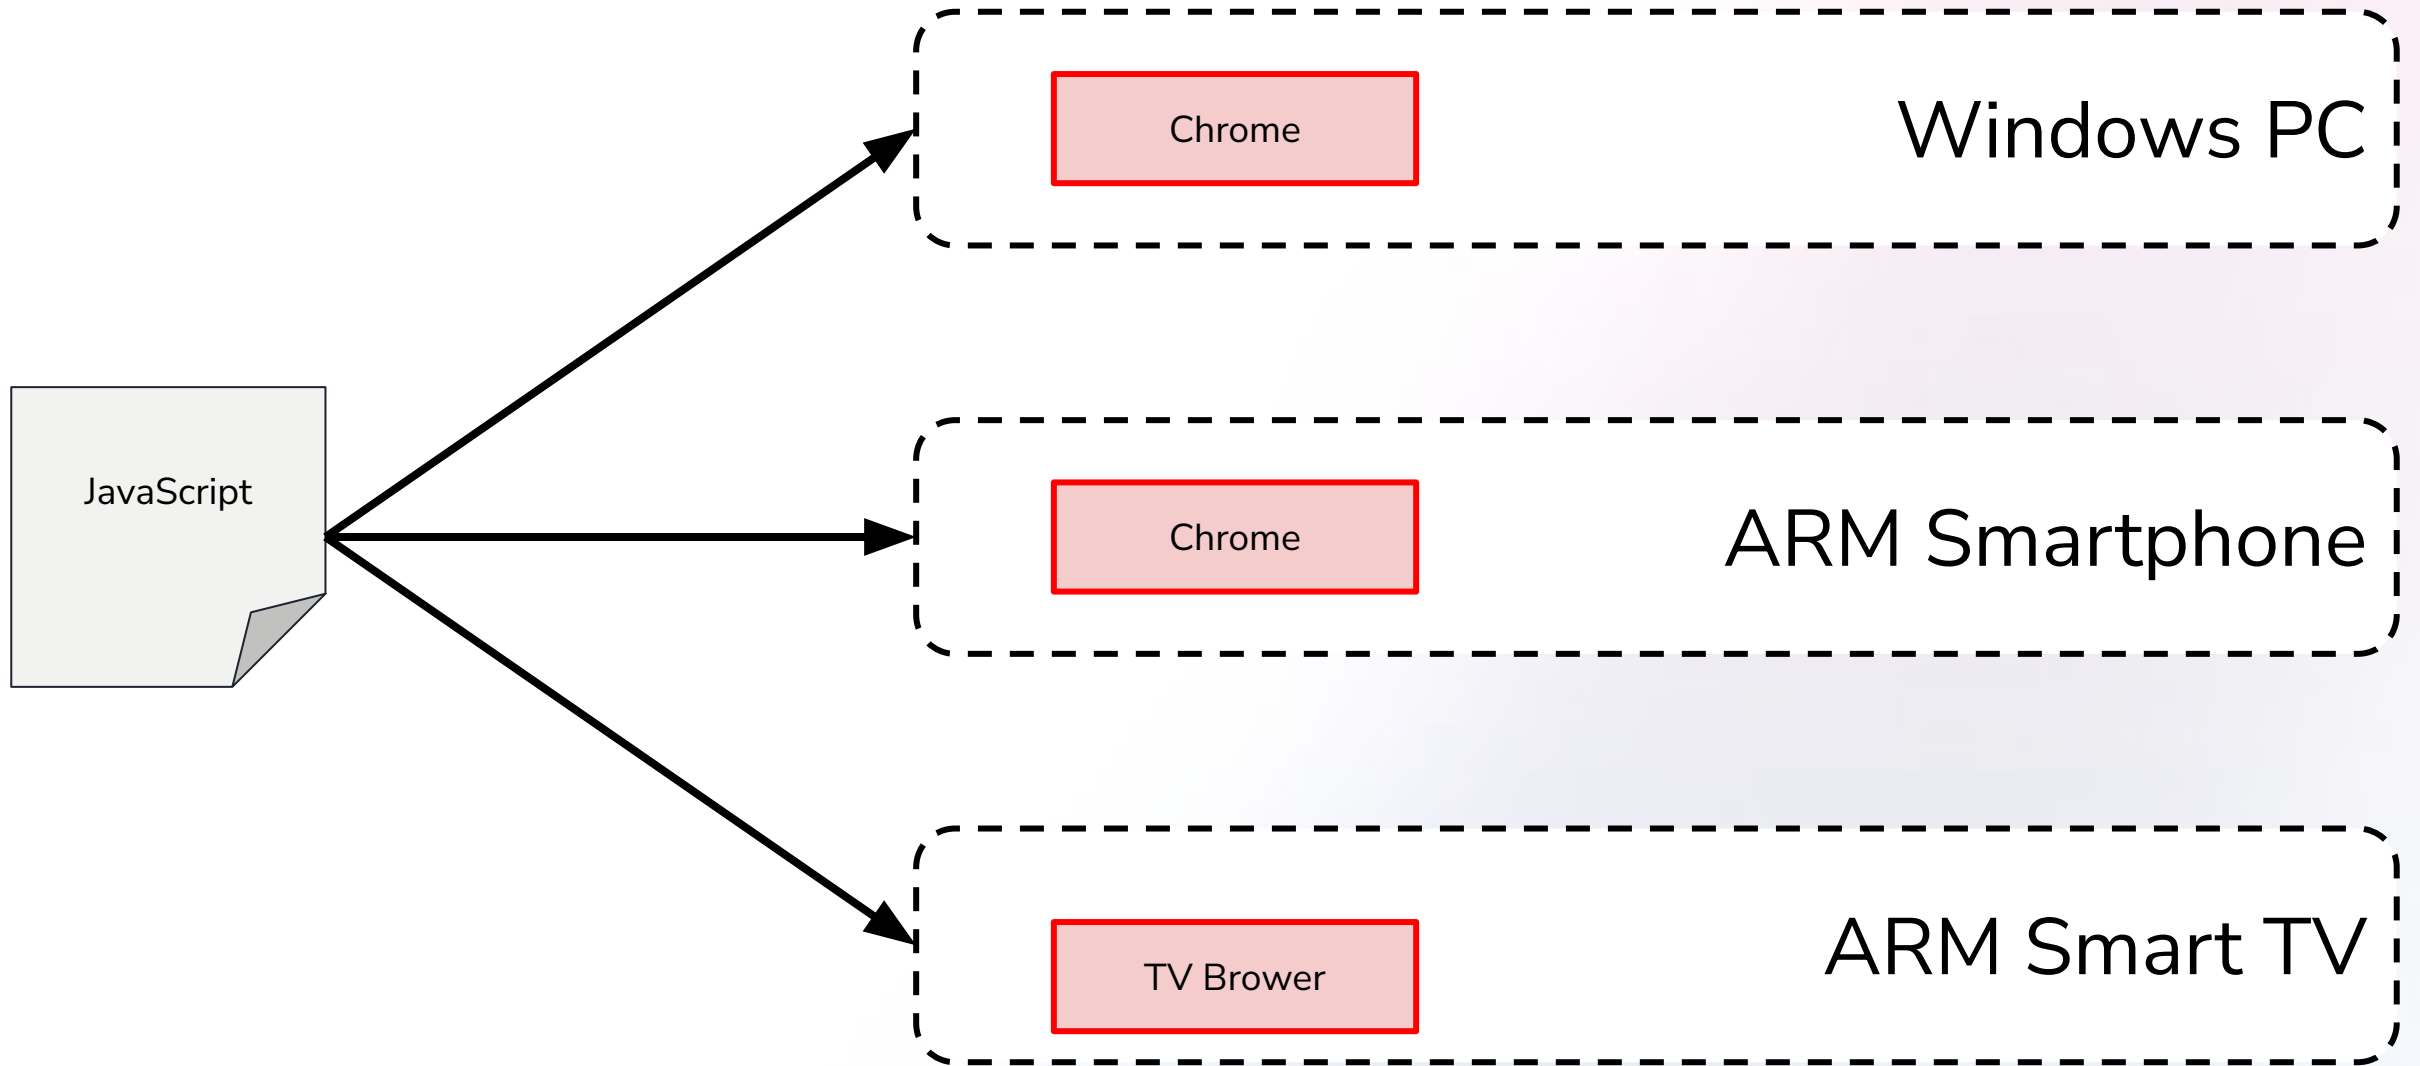 Chrome
Windows PC
JavaScript
Chrome
ARM Smartphone
TV Brower
ARM Smart TV